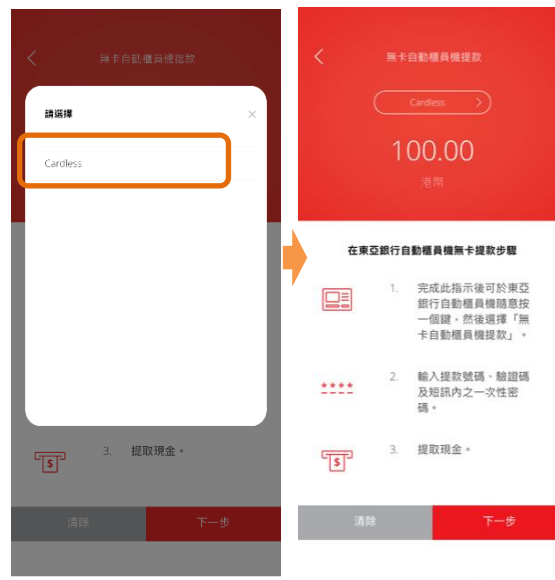 無卡自動櫃員機提款
請選擇
Cardless
3. 提取現金。
清除
下一步
無卡自動櫃員機提款
Cardless
100.00
港幣
在東亞銀行自動櫃員機無卡提款步驟
1. 完成此指示後可於東亞
銀行自動櫃員機隨意按
一個鍵，然後選擇「無
卡自動櫃員機提款」。
2. 輸入提款號碼、驗證碼
及短訊內之一次性密
碼。
3. 提取現金。
清除
下一步